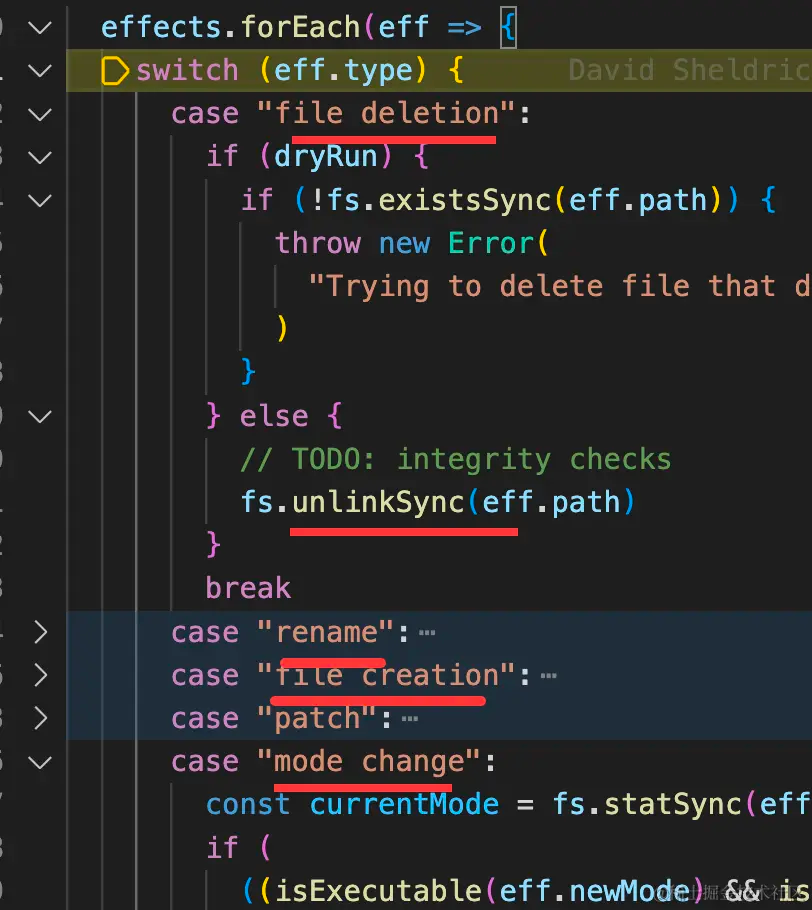 effects.forEach(eff => {
switch (eff.type) { David Sheldric
case "file deletion":
if (dryRun) {
if (!fs.existsSync(eff.path)) {
throw new Error(
"Trying to delete file that d
)
}
} else {
// TODO: integrity checks
fs.unlinkSync(eff.path)
}
break
case "rename": …
case "file creation": …
case "patch": …
case "mode change":
const currentMode = fs.statSync(eff
if (
((isExecutable(eff.newMode) && is